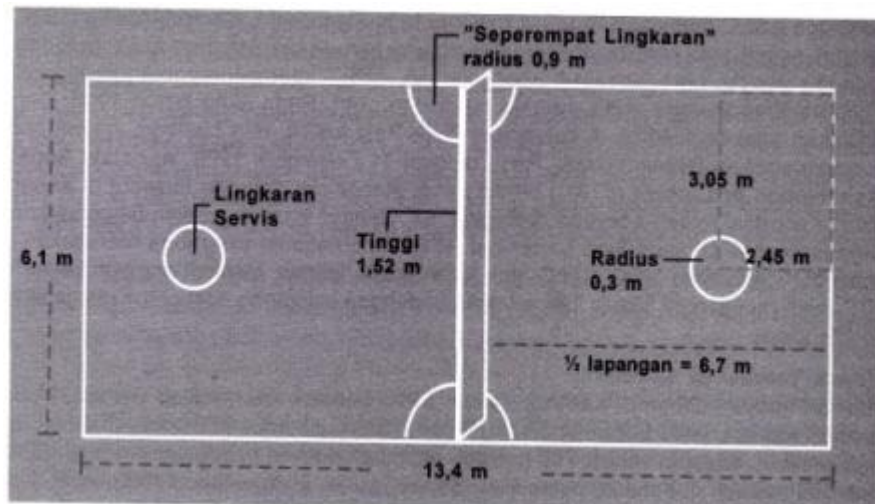 "Seperempat Lingkaran"
radius 0,9 m
3,05 m
Lingkaran
Servis
Tinggi
1,52 m
6,1 m
Radius
0,3 m
2,45 m
½ lapangan = 6,7 m
13,4 m